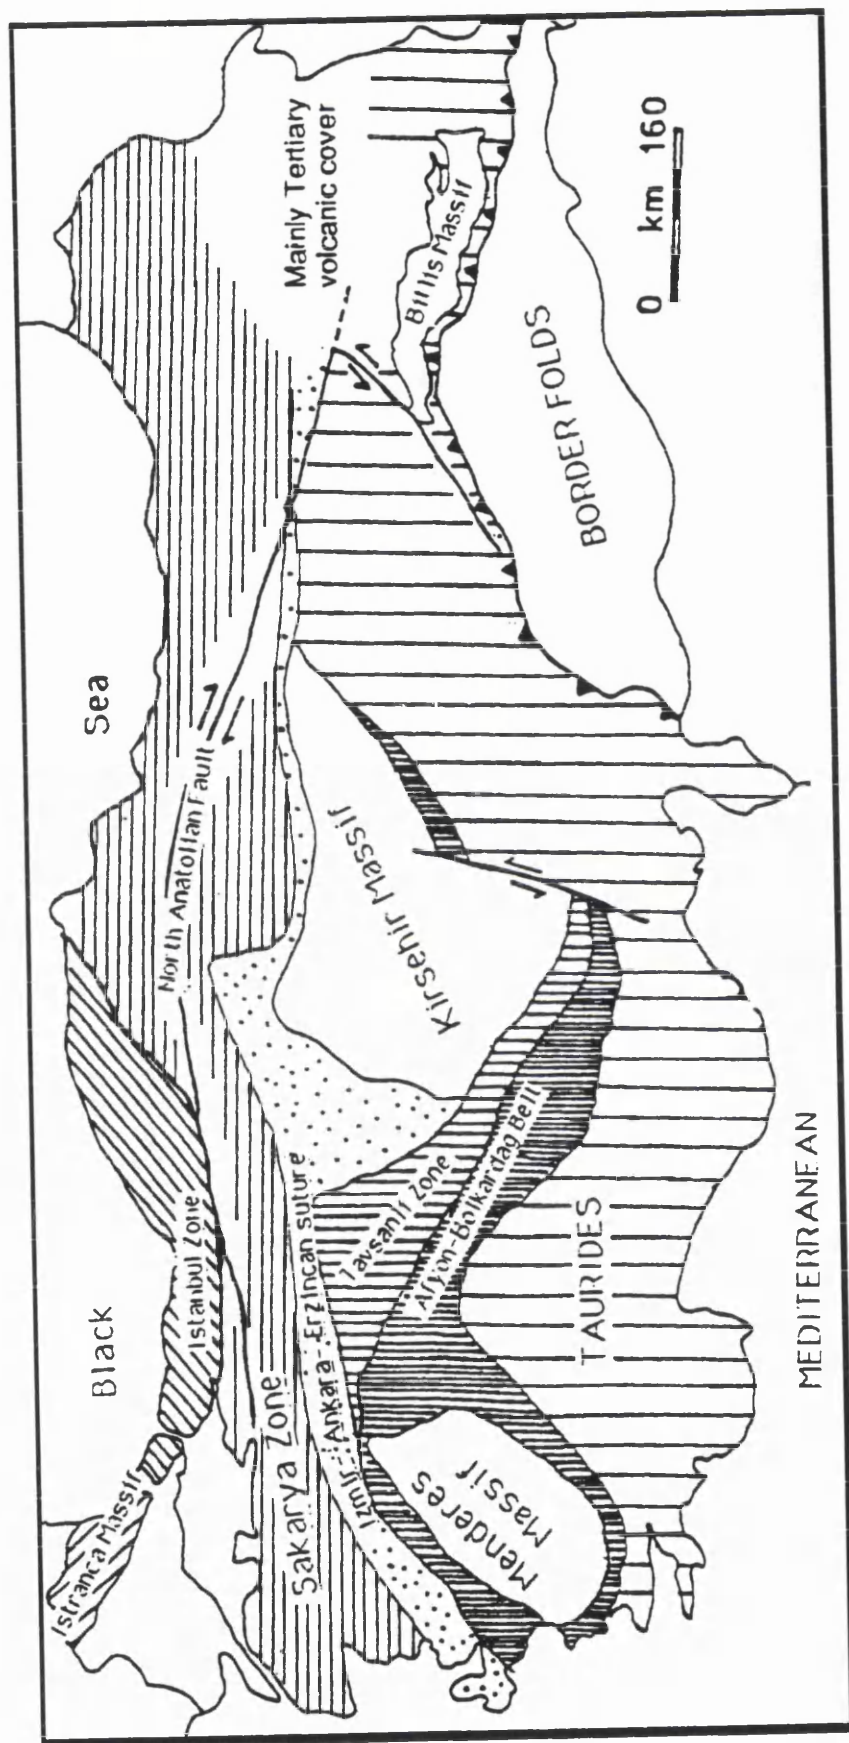 Black
Sea
Istranca Massif
Istanbul Zone
North Anatolian Fault
Mainly Tertiary
volcanic cover
Sakarya Zone
Izmir-Ankara-Erzincan suture
Tavsanli Zone
Kirsehir Massif
Bitlis Massif
Afyon-Bolkardag Belt
Menderes
Massif
TAURIDES
BORDER FOLDS
0 km 160
MEDITERRANEAN